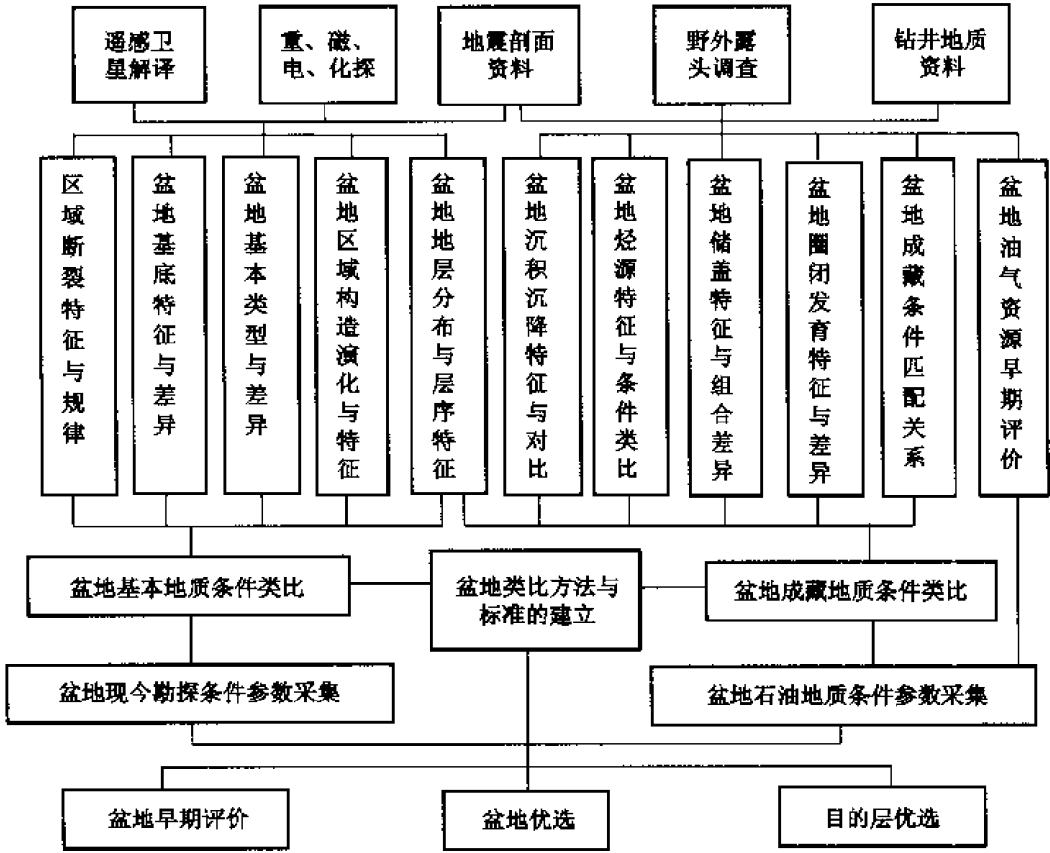 遥感卫
星解译
重、磁、
电、化探
地震剖面
资料
野外露
头调查
钻井地质
资料
区域断裂特征与规律
盆地基底特征与差异
盆地基本类型与差异
盆地区域构造演化与特征
盆地地层分布与层序特征
盆地沉积沉降特征与对比
盆地烃源特征与条件类比
盆地储盖特征与组合差异
盆地圈闭发育特征与差异
盆地成藏条件匹配关系
盆地油气资源早期评价
盆地基本地质条件类比
盆地类比方法与
标准的建立
盆地成藏地质条件类比
盆地现今勘探条件参数采集
盆地石油地质条件参数采集
盆地早期评价
盆地优选
目的层优选